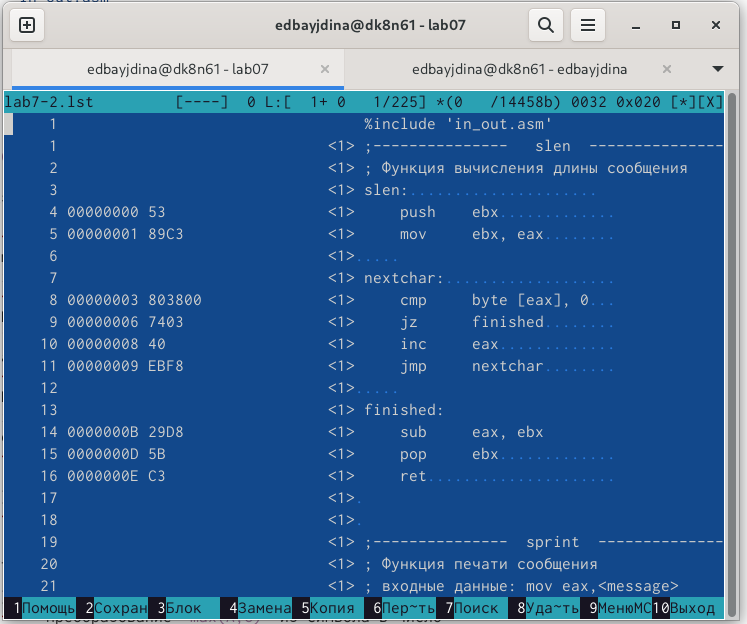 in_out.asm
edbayjdina@dk8n61 - lab07
edbayjdina@dk8n61 - lab07 × edbayjdina@dk8n61 - edbayjdina ×
lab7-2.lst [----] 0 L:[ 1+ 0 1/225] *(0 /14458b) 0032 0x020 [*][X]
1 %include 'in_out.asm'
1 <1> ;--------------- slen ---------------
2 <1> ; Функция вычисления длины сообщения
3 <1> slen:.....................
4 00000000 53 <1> push ebx.............
5 00000001 89C3 <1> mov ebx, eax........
6 <1>.....
7 <1> nextchar:...................
8 00000003 803800 <1> cmp byte [eax], 0...
9 00000006 7403 <1> jz finished........
10 00000008 40 <1> inc eax.............
11 00000009 EBF8 <1> jmp nextchar........
12 <1>.....
13 <1> finished:
14 0000000B 29D8 <1> sub eax, ebx
15 0000000D 5B <1> pop ebx.............
16 0000000E C3 <1> ret.....................
17 <1>.
18 <1>.
19 <1> ;--------------- sprint ---------------
20 <1> ; Функция печати сообщения
21 <1> ; входные данные: mov eax,<message>
1Помощь 2Сохран 3Блок 4Замена 5Копия 6Пер~ть 7Поиск 8Уда~ть 9МенюMC 10Выход